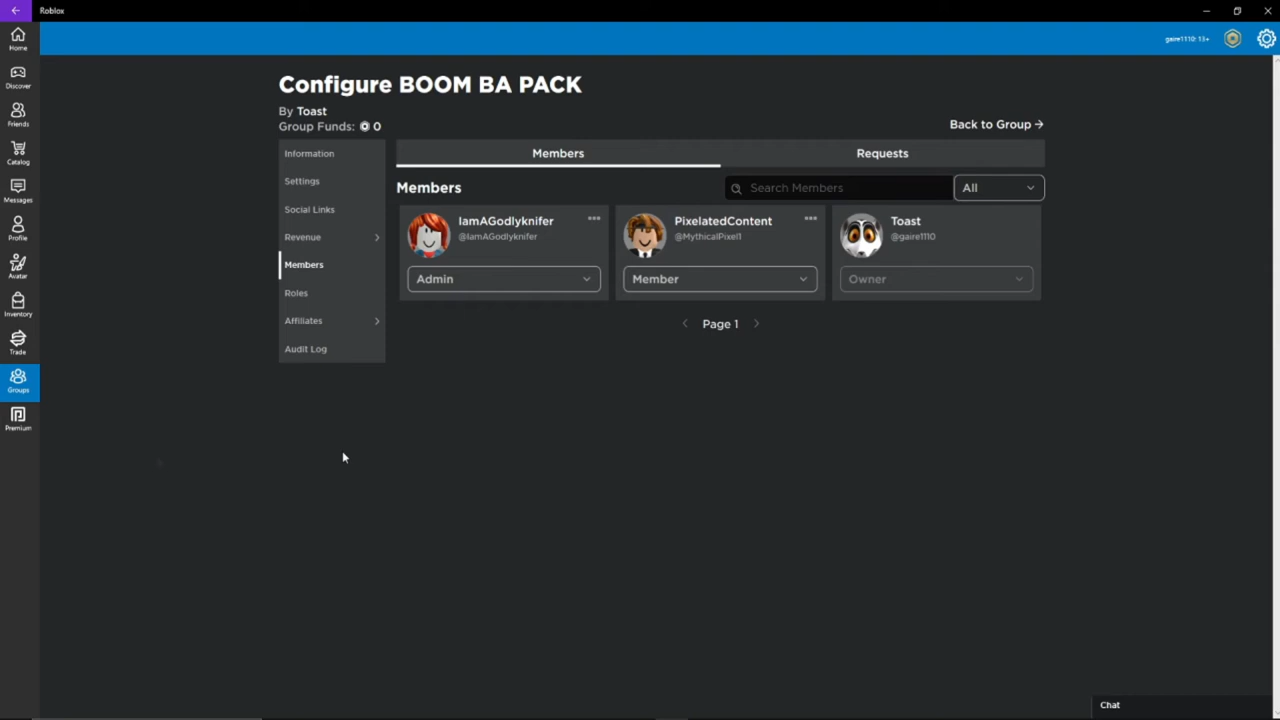 Roblox
Home
Discover
Friends
Catalog
Messages
Profile
Avatar
Inventory
Trade
Groups
Premium
gaire1110: 13+
Configure BOOM BA PACK
By Toast
Group Funds: 0
Back to Group →
Information
Settings
Social Links
Revenue
Members
Roles
Affiliates
Audit Log
Members
Requests
Members
Search Members
All
IamAGodlyknifer
@IamAGodlyknifer
Admin
PixelatedContent
@MythicalPixel1
Member
Toast
@gaire1110
Owner
Page 1
Chat